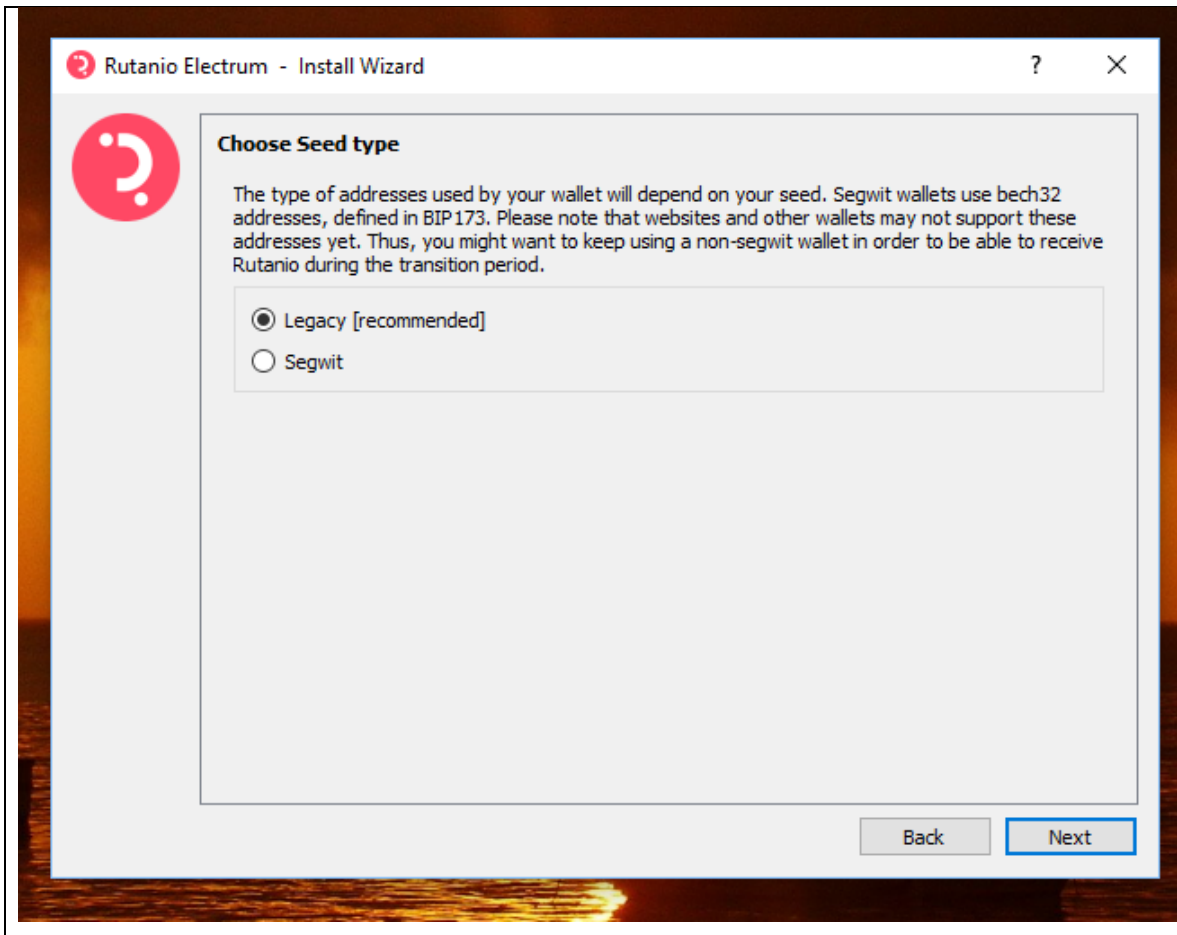 Rutanio Electrum - Install Wizard
Choose Seed type
The type of addresses used by your wallet will depend on your seed. Segwit wallets use bech32
addresses, defined in BIP173. Please note that websites and other wallets may not support these
addresses yet. Thus, you might want to keep using a non-segwit wallet in order to be able to receive
Rutanio during the transition period.
Legacy [recommended]
Segwit
Back Next